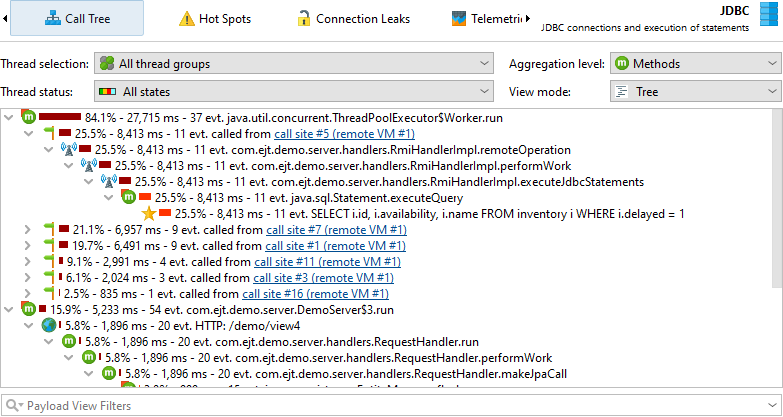 Call Tree
Hot Spots
Connection Leaks
Telemetri
JDBC
JDBC connections and execution of statements
Thread selection:
All thread groups
Aggregation level:
Methods
Thread status:
All states
View mode:
Tree
84.1% - 27,715 ms - 37 evt. java.util.concurrent.ThreadPoolExecutor$Worker.run
25.5% - 8,413 ms - 11 evt. called from call site #5 (remote VM #1)
25.5% - 8,413 ms - 11 evt. com.ejt.demo.server.handlers.RmiHandlerImpl.remoteOperation
25.5% - 8,413 ms - 11 evt. com.ejt.demo.server.handlers.RmiHandlerImpl.performWork
25.5% - 8,413 ms - 11 evt. com.ejt.demo.server.handlers.RmiHandlerImpl.executeJdbcStatements
25.5% - 8,413 ms - 11 evt. java.sql.Statement.executeQuery
25.5% - 8,413 ms - 11 evt. SELECT i.id, i.availability, i.name FROM inventory i WHERE i.delayed = 1
21.1% - 6,957 ms - 9 evt. called from call site #7 (remote VM #1)
19.7% - 6,491 ms - 9 evt. called from call site #1 (remote VM #1)
9.1% - 2,991 ms - 4 evt. called from call site #11 (remote VM #1)
6.1% - 2,024 ms - 3 evt. called from call site #3 (remote VM #1)
2.5% - 835 ms - 1 evt. called from call site #16 (remote VM #1)
15.9% - 5,233 ms - 54 evt. com.ejt.demo.server.DemoServer$3.run
5.8% - 1,896 ms - 20 evt. HTTP: /demo/view4
5.8% - 1,896 ms - 20 evt. com.ejt.demo.server.handlers.RequestHandler.run
5.8% - 1,896 ms - 20 evt. com.ejt.demo.server.handlers.RequestHandler.performWork
5.8% - 1,896 ms - 20 evt. com.ejt.demo.server.handlers.RequestHandler.makeJpaCall
Payload View Filters